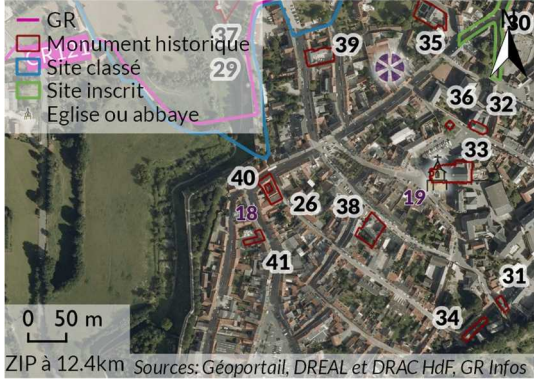 GR
Monument historique
Site classé
Site inscrit
Eglise ou abbaye
GR121
37
29
39
35
30
N
36
32
33
40
18
26
38
19
41
31
34
0 50 m
ZIP à 12.4km
Sources: Géoportail, DREAL et DRAC HdF, GR Infos